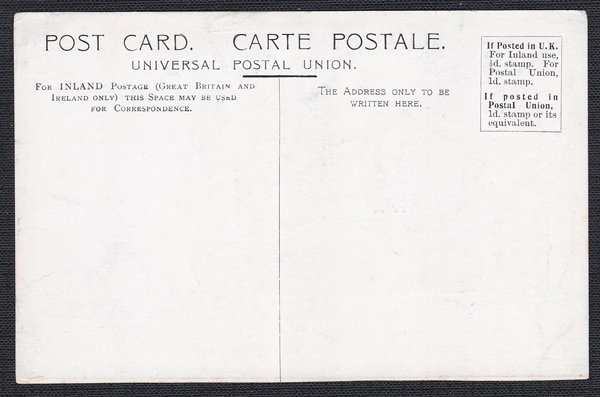 POST CARD. CARTE POSTALE.
UNIVERSAL POSTAL UNION.
FOR INLAND POSTAGE (GREAT BRITAIN AND
IRELAND ONLY) THIS SPACE MAY BE USED
FOR CORRESPONDENCE.
THE ADDRESS ONLY TO BE
WRITTEN HERE.
If Posted in U.K.
For Inland use,
½d. stamp. For
Postal Union,
1d. stamp.
If posted in
Postal Union,
1d. stamp or its
equivalent.